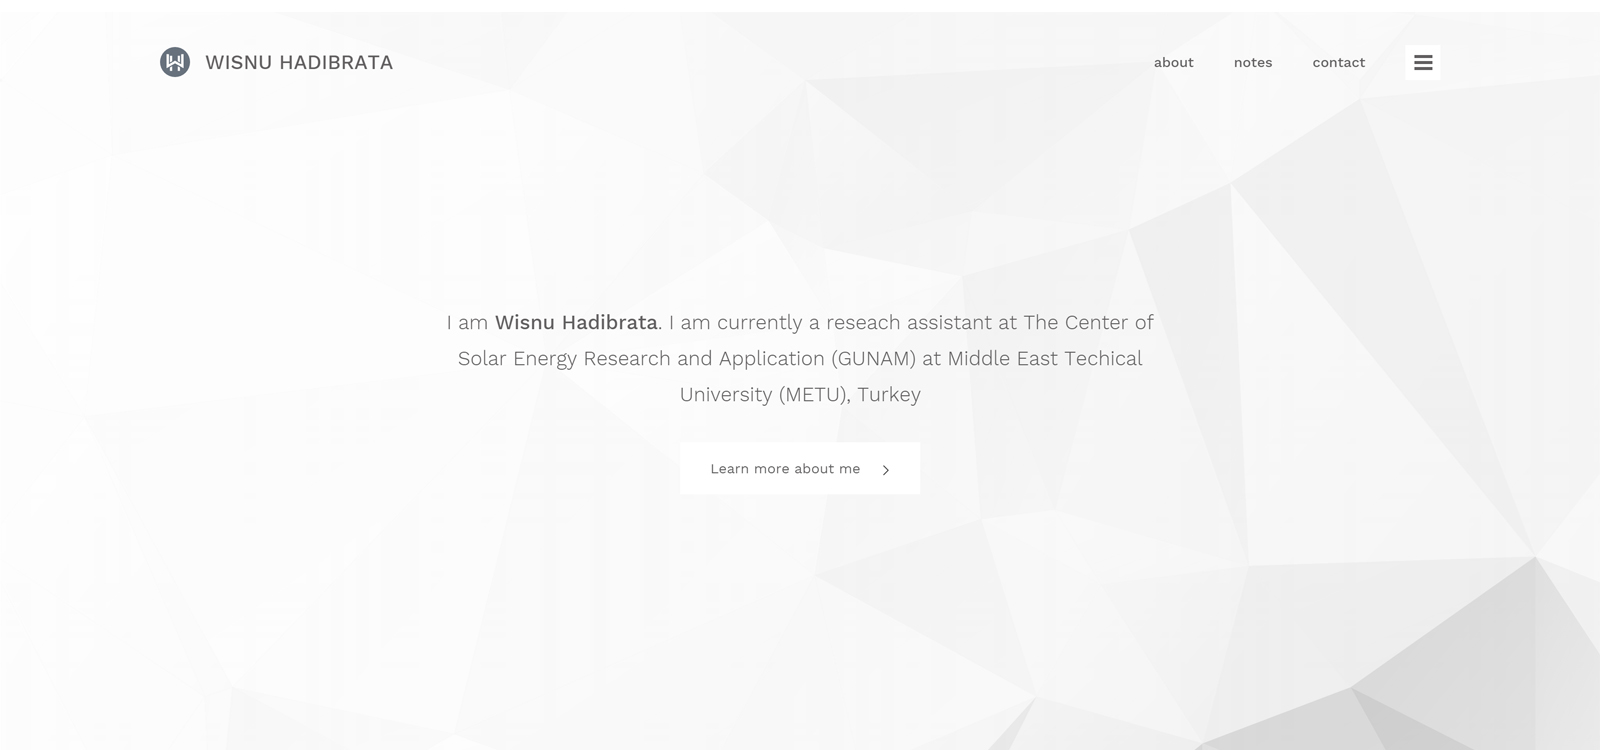 WISNU HADIBRATA
about notes contact
I am Wisnu Hadibrata. I am currently a reseach assistant at The Center of
Solar Energy Research and Application (GUNAM) at Middle East Techical
University (METU), Turkey
Learn more about me